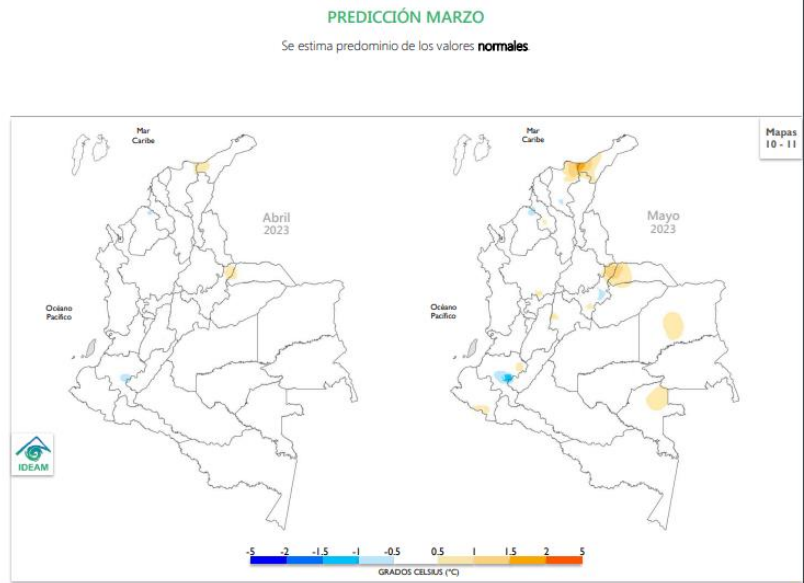 PREDICCIÓN MARZO
Se estima predominio de los valores normales.
Mapas
10 - 11
Mar
Caribe
Abril
2023
Océano
Pacífico
Mar
Caribe
Mayo
2023
Océano
Pacífico
IDEAM
-5 -2 -1.5 -1 -0.5 0.5 1 1.5 2 5
GRADOS CELSIUS (°C)